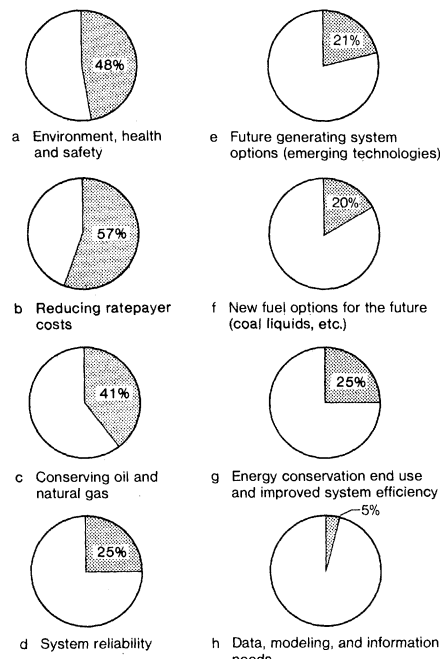 48%
a Environment, health
and safety
57%
b Reducing ratepayer
costs
41%
c Conserving oil and
natural gas
25%
d System reliability
21%
e Future generating system
options (emerging technologies)
20%
f New fuel options for the future
(coal liquids, etc.)
25%
g Energy conservation end use
and improved system efficiency
5%
h Data, modeling, and information
needs